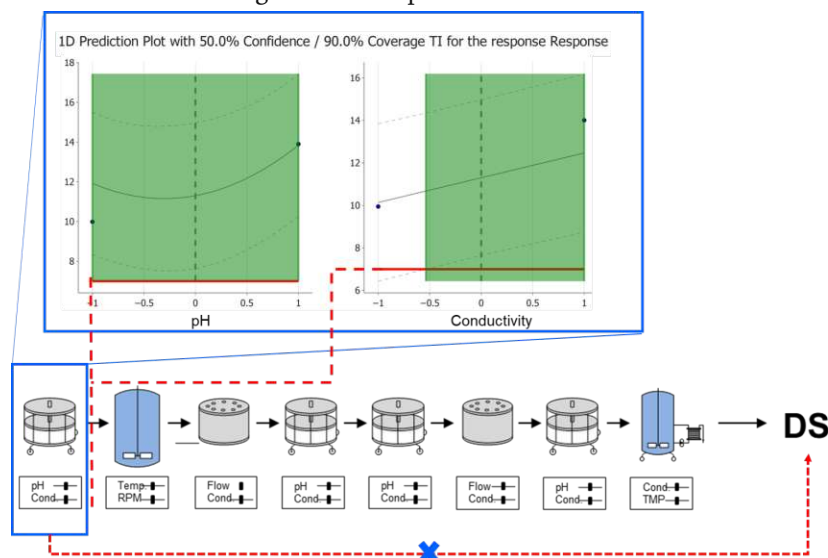 1D Prediction Plot with 50.0% Confidence / 90.0% Coverage TI for the response Response
18
16
14
12
10
8
−1
−0.5
0
0.5
1
pH
16
14
12
10
8
6
−1
−0.5
0
0.5
1
Conductivity
DS
pH
Cond.
Temp.
RPM
Flow
Cond.
pH
Cond.
pH
Cond.
Flow
Cond.
pH
Cond.
Cond.
TMP